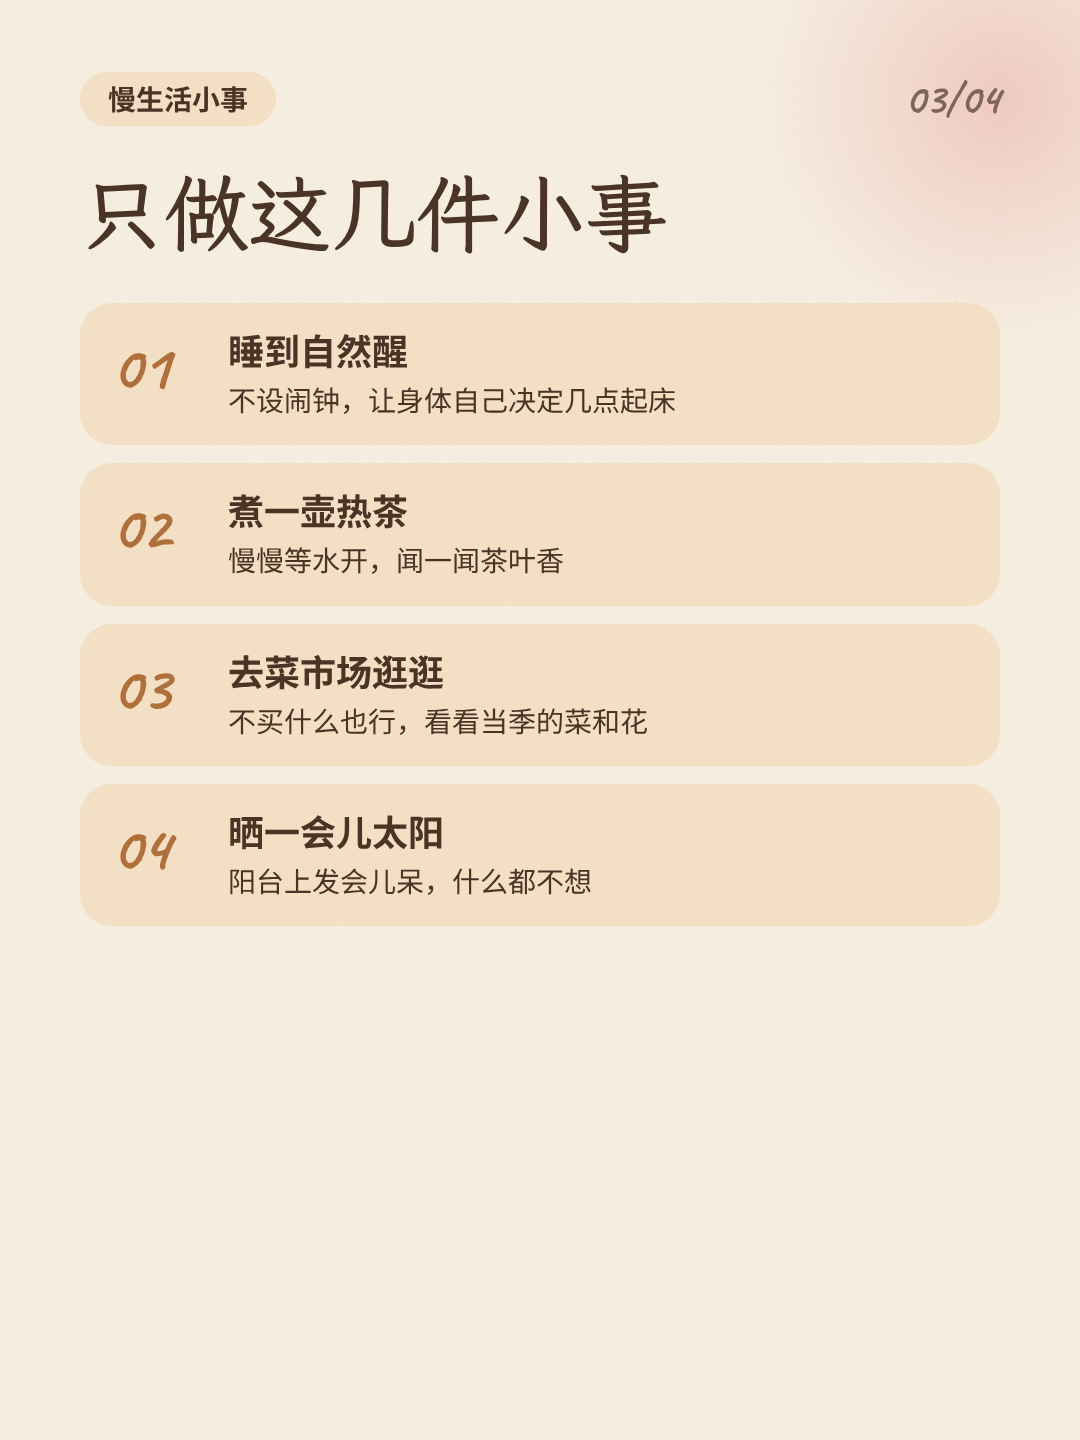 慢生活小事
03/04
只做这几件小事
01
睡到自然醒
不设闹钟，让身体自己决定几点起床
02
煮一壶热茶
慢慢等水开，闻一闻茶叶香
03
去菜市场逛逛
不买什么也行，看看当季的菜和花
04
晒一会儿太阳
阳台上发会儿呆，什么都不想